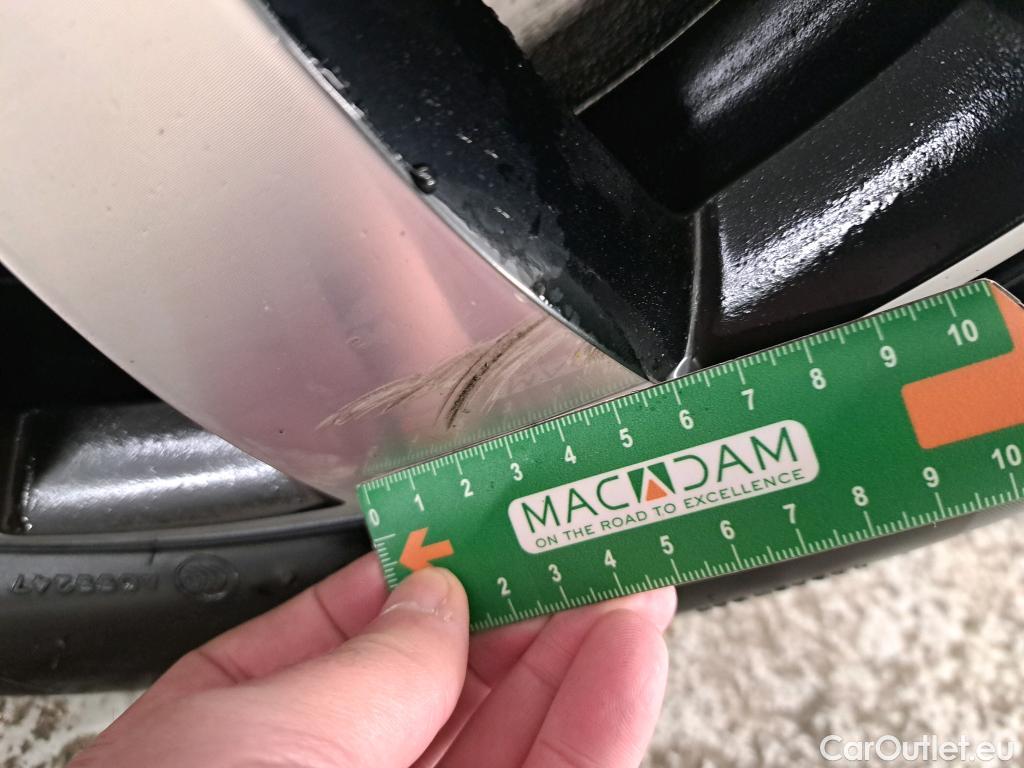 0 1 2 3 4 5 6 7 8 9 10
MACADAM
ON THE ROAD TO EXCELLENCE
2 3 4 5 6 7 8 9 10
CarOutlet.eu